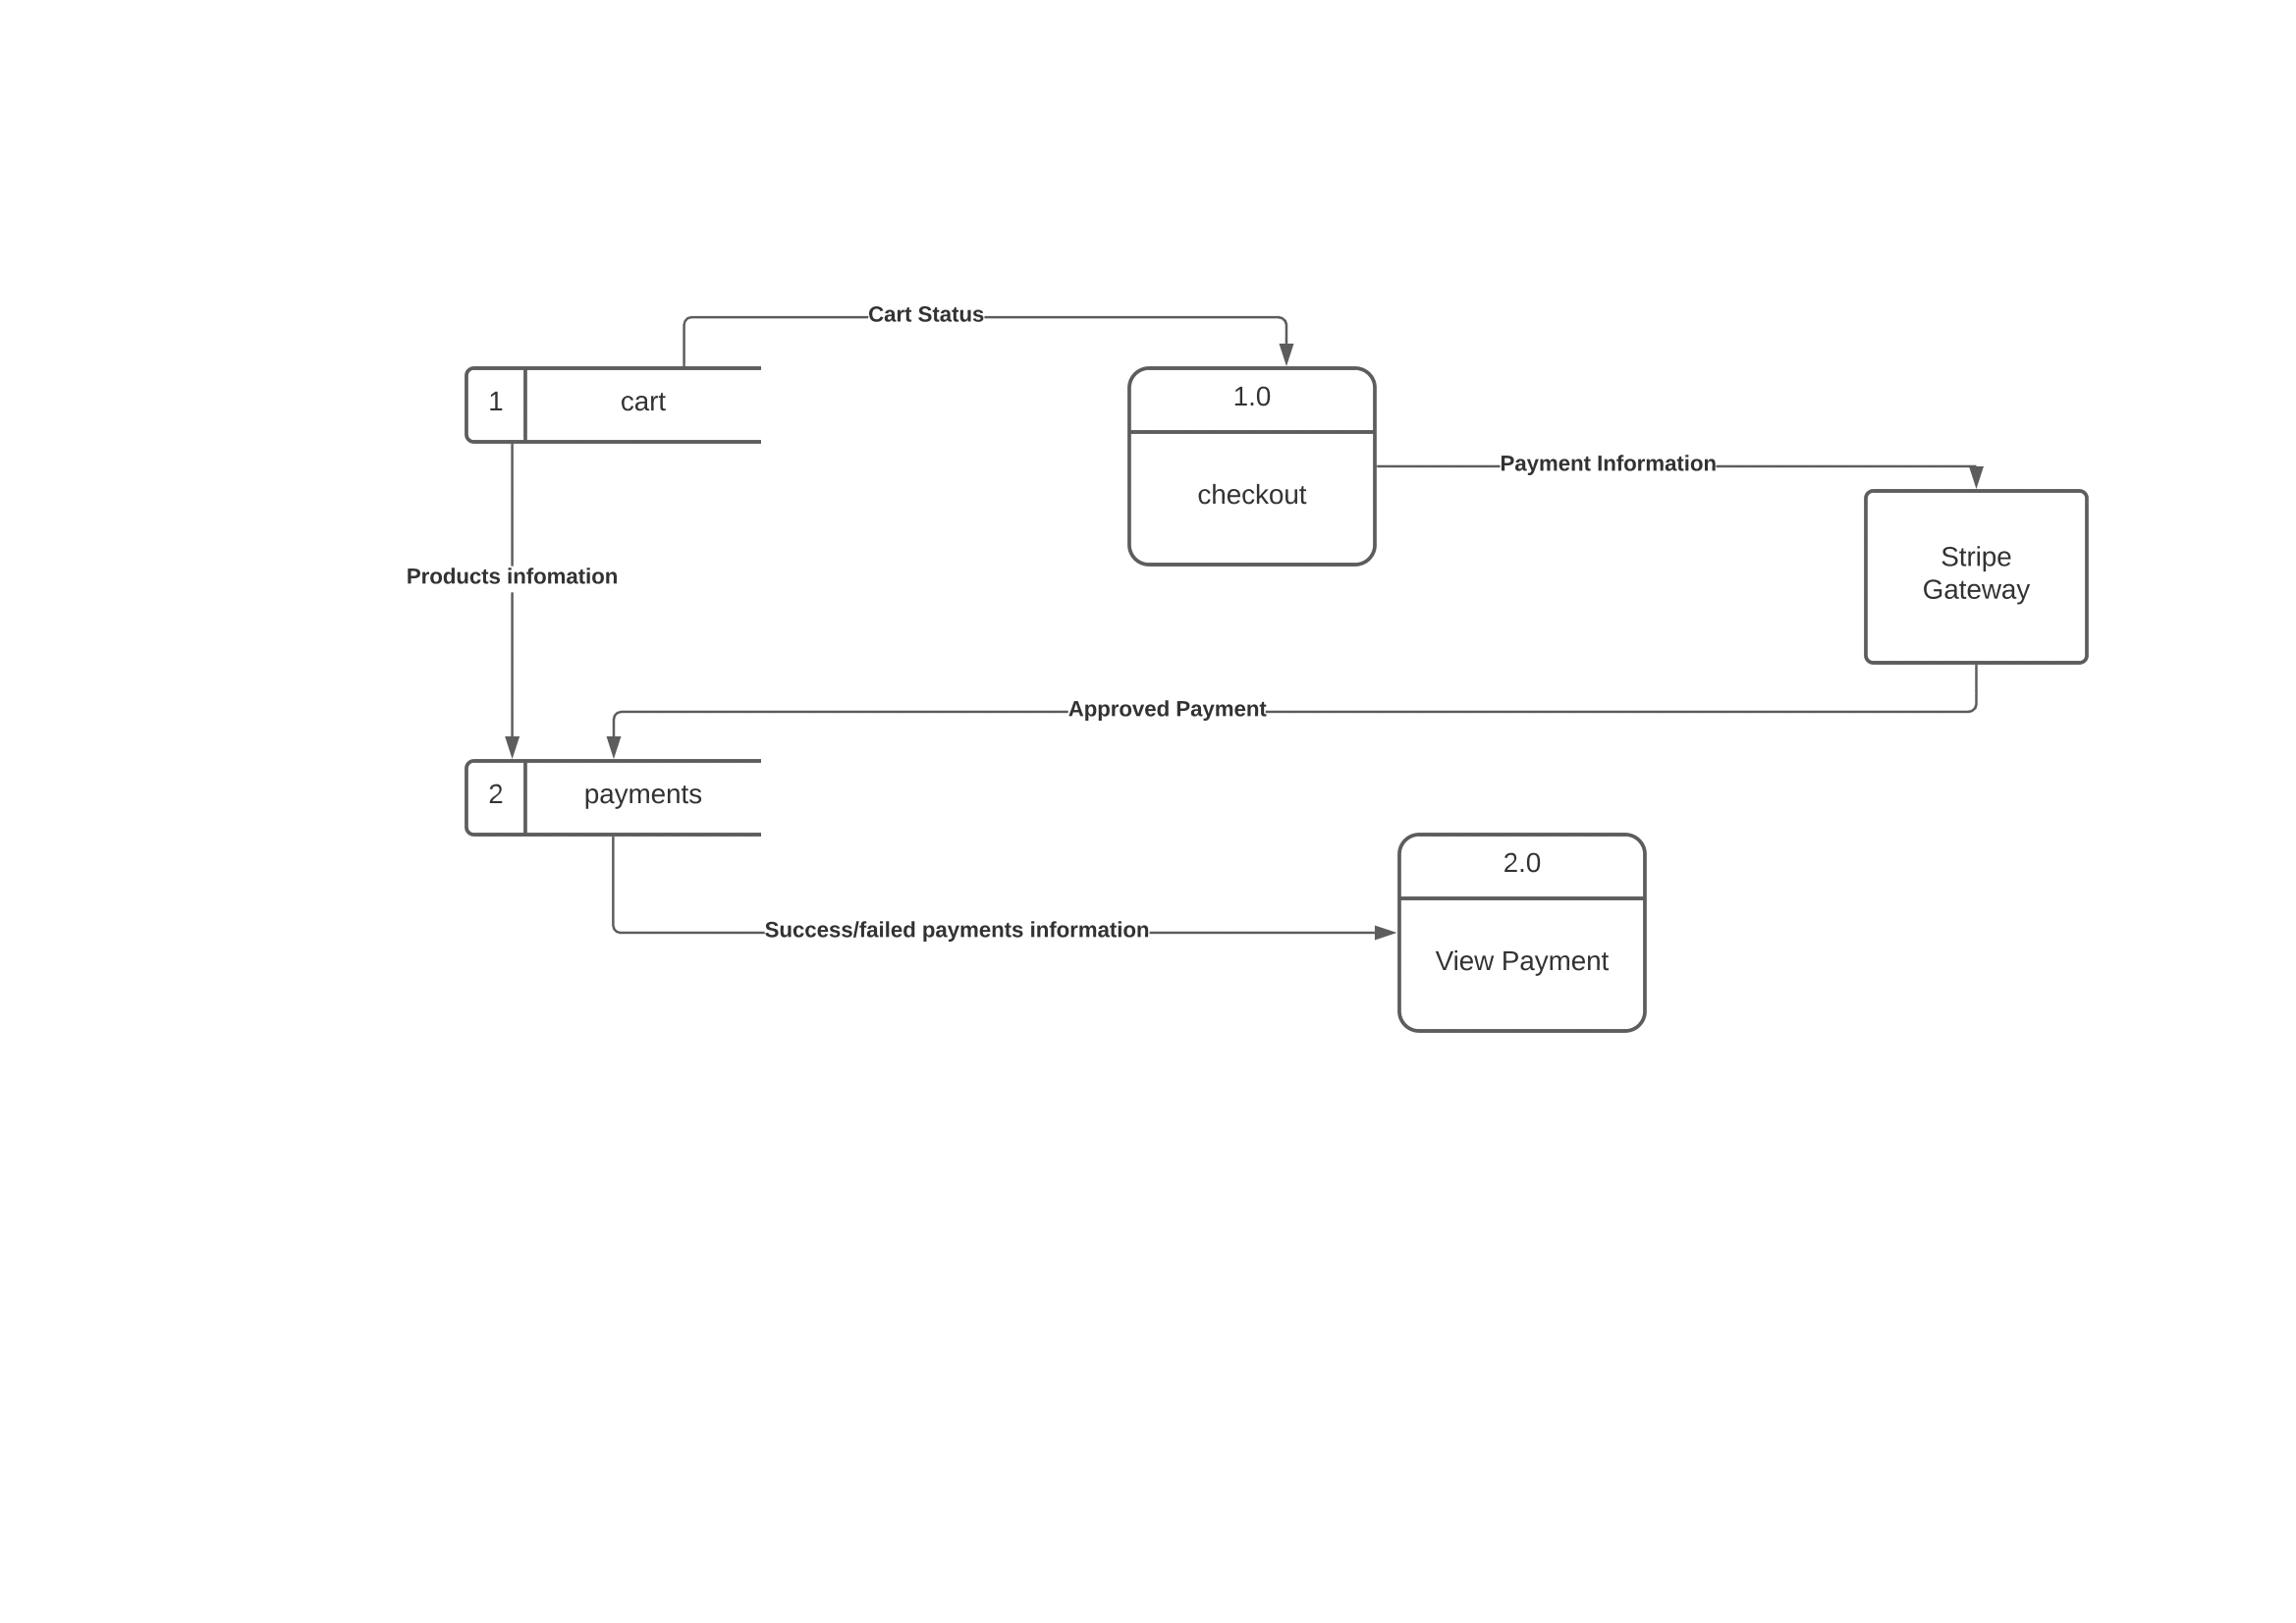 Cart Status
1
cart
1.0
checkout
Payment Information
Stripe
Gateway
Products infomation
Approved Payment
2
payments
2.0
View Payment
Success/failed payments information